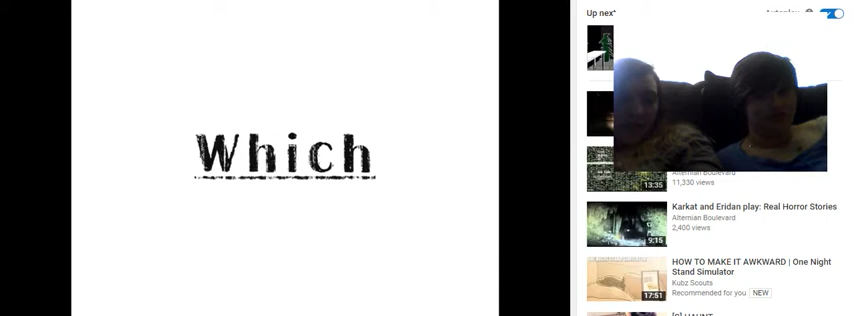 Which
Up nex
13:35
Alternian Boulevard
11,330 views
Karkat and Eridan play: Real Horror Stories
Alternian Boulevard
2,400 views
9:15
HOW TO MAKE IT AWKWARD | One Night
Stand Simulator
Kubz Scouts
Recommended for you NEW
17:51